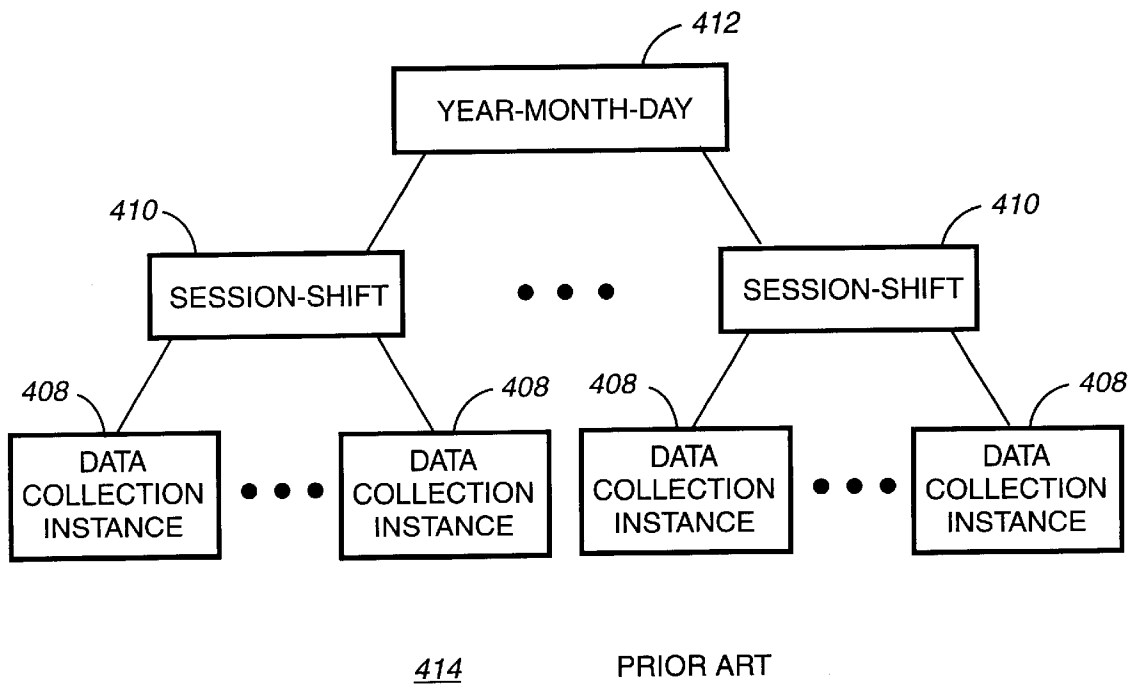 412
YEAR-MONTH-DAY
410
410
SESSION-SHIFT
SESSION-SHIFT
408
408
408
408
DATA
COLLECTION
INSTANCE
DATA
COLLECTION
INSTANCE
DATA
COLLECTION
INSTANCE
DATA
COLLECTION
INSTANCE
414
PRIOR ART